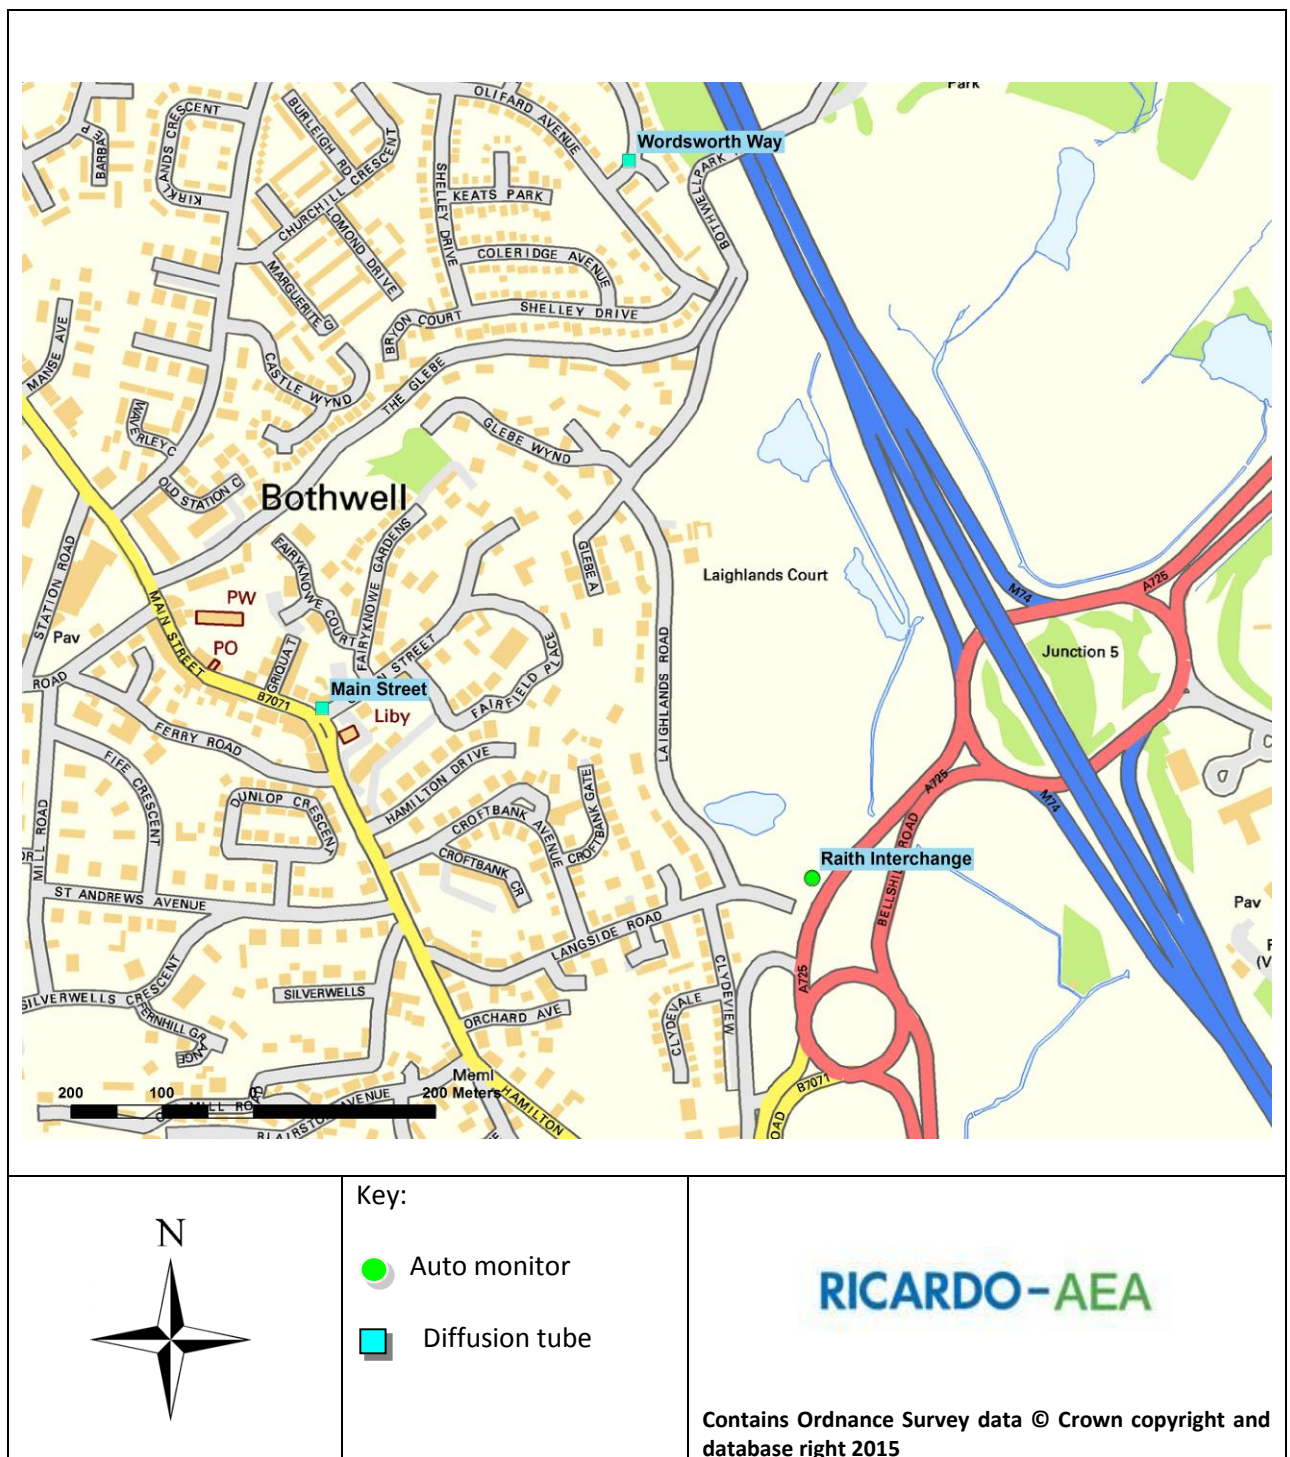 Park
OLIFARD AVENUE
KIRKLANDS CRESCENT
BURLEIGH RD
BARBA
Wordsworth Way
CHURCHILL CRESCENT
SHELLEY DRIVE
KEATS PARK
BOTHWELLPARK
LOMOND DRIVE
COLERIDGE AVENUE
MARGUERITE G
BRYON COURT
SHELLEY DRIVE
MANSE AVE
CASTLE WYND
THE GLEBE
WAVERLEY C
GLEBE WYND
OLD STATION C
Bothwell
FAIRYKNOWE GARDENS
GLEBE A
STATION ROAD
FAIRYKNOWE COURT
Laighlands Court
M74
A725
MAIN STREET
PW
Pav
PO
GRIQUA T
STREET
FAIRFIELD PLACE
LAIGHLANDS ROAD
Junction 5
ROAD
B7071
Main Street
Liby
FERRY ROAD
FIFE CRESCENT
HAMILTON DRIVE
A725
M74
DUNLOP CRESCENT
CROFTBANK AVENUE
CROFTBANK GATE
MILL ROAD
CROFTBANK CR
Raith Interchange
BELLSHILL ROAD
ST ANDREWS AVENUE
Pav
LANGSIDE ROAD
CLYDEVIEW
A725
SILVERWELLS CRESCENT
SILVERWELLS
FERNHILL GRANGE
ORCHARD AVE
CLYDEVALE
Meml
B7071
HAMILTON
ROAD
MILL ROAD
AVENUE
200 100 0 200 Meters
N
Key:
Auto monitor
Diffusion tube
RICARDO-AEA
Contains Ordnance Survey data © Crown copyright and
database right 2015